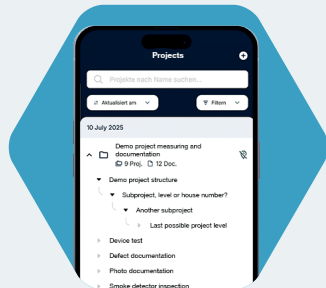 Projects
Projekte nach Name suchen...
Aktualisiert am
Filtern
10 July 2025
Demo project measuring and
documentation
9 Proj. 12 Doc.
Demo project structure
Subproject, level or house number?
Another subproject
Last possible project level
Device test
Defect documentation
Photo documentation
Smoke detector inspection